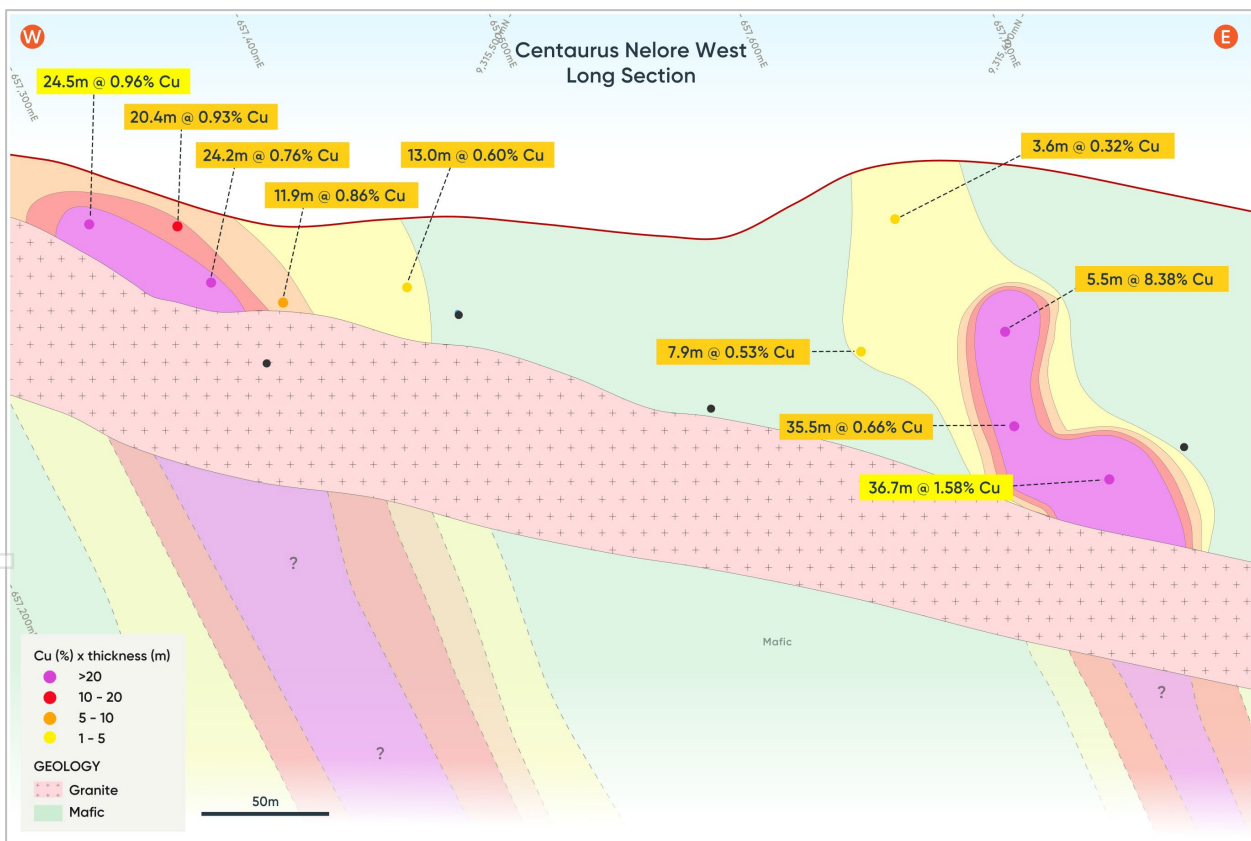 W
E
Centaurus Nelore West
Long Section
657,300mE
657,400mE
9,315,500mN
657,600mE
24.5m @ 0.96% Cu
20.4m @ 0.93% Cu
24.2m @ 0.76% Cu
11.9m @ 0.86% Cu
13.0m @ 0.60% Cu
3.6m @ 0.32% Cu
5.5m @ 8.38% Cu
7.9m @ 0.53% Cu
35.5m @ 0.66% Cu
36.7m @ 1.58% Cu
?
?
?
Mafic
Cu (%) x thickness (m)
>20
10 - 20
5 - 10
1 - 5
GEOLOGY
Granite
Mafic
50m